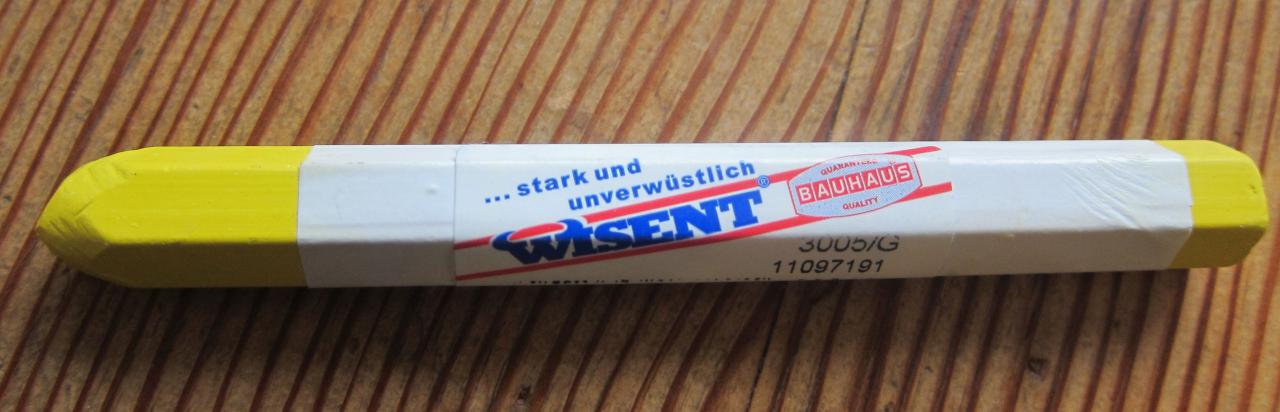 ...stark und
unverwüstlich
WISENT®
GUARANTEED
BAUHAUS
QUALITY
3005/G
11097191